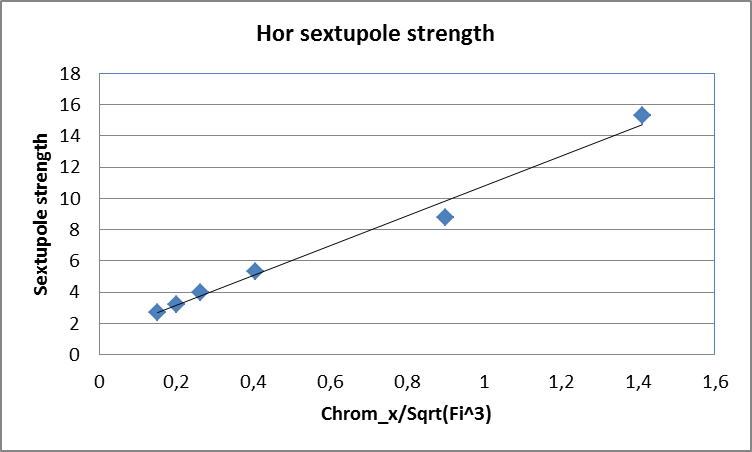 Hor sextupole strength
18
16
14
12
10
8
6
4
2
0
Sextupole strength
0 0,2 0,4 0,6 0,8 1 1,2 1,4 1,6
Chrom_x/Sqrt(Fi^3)